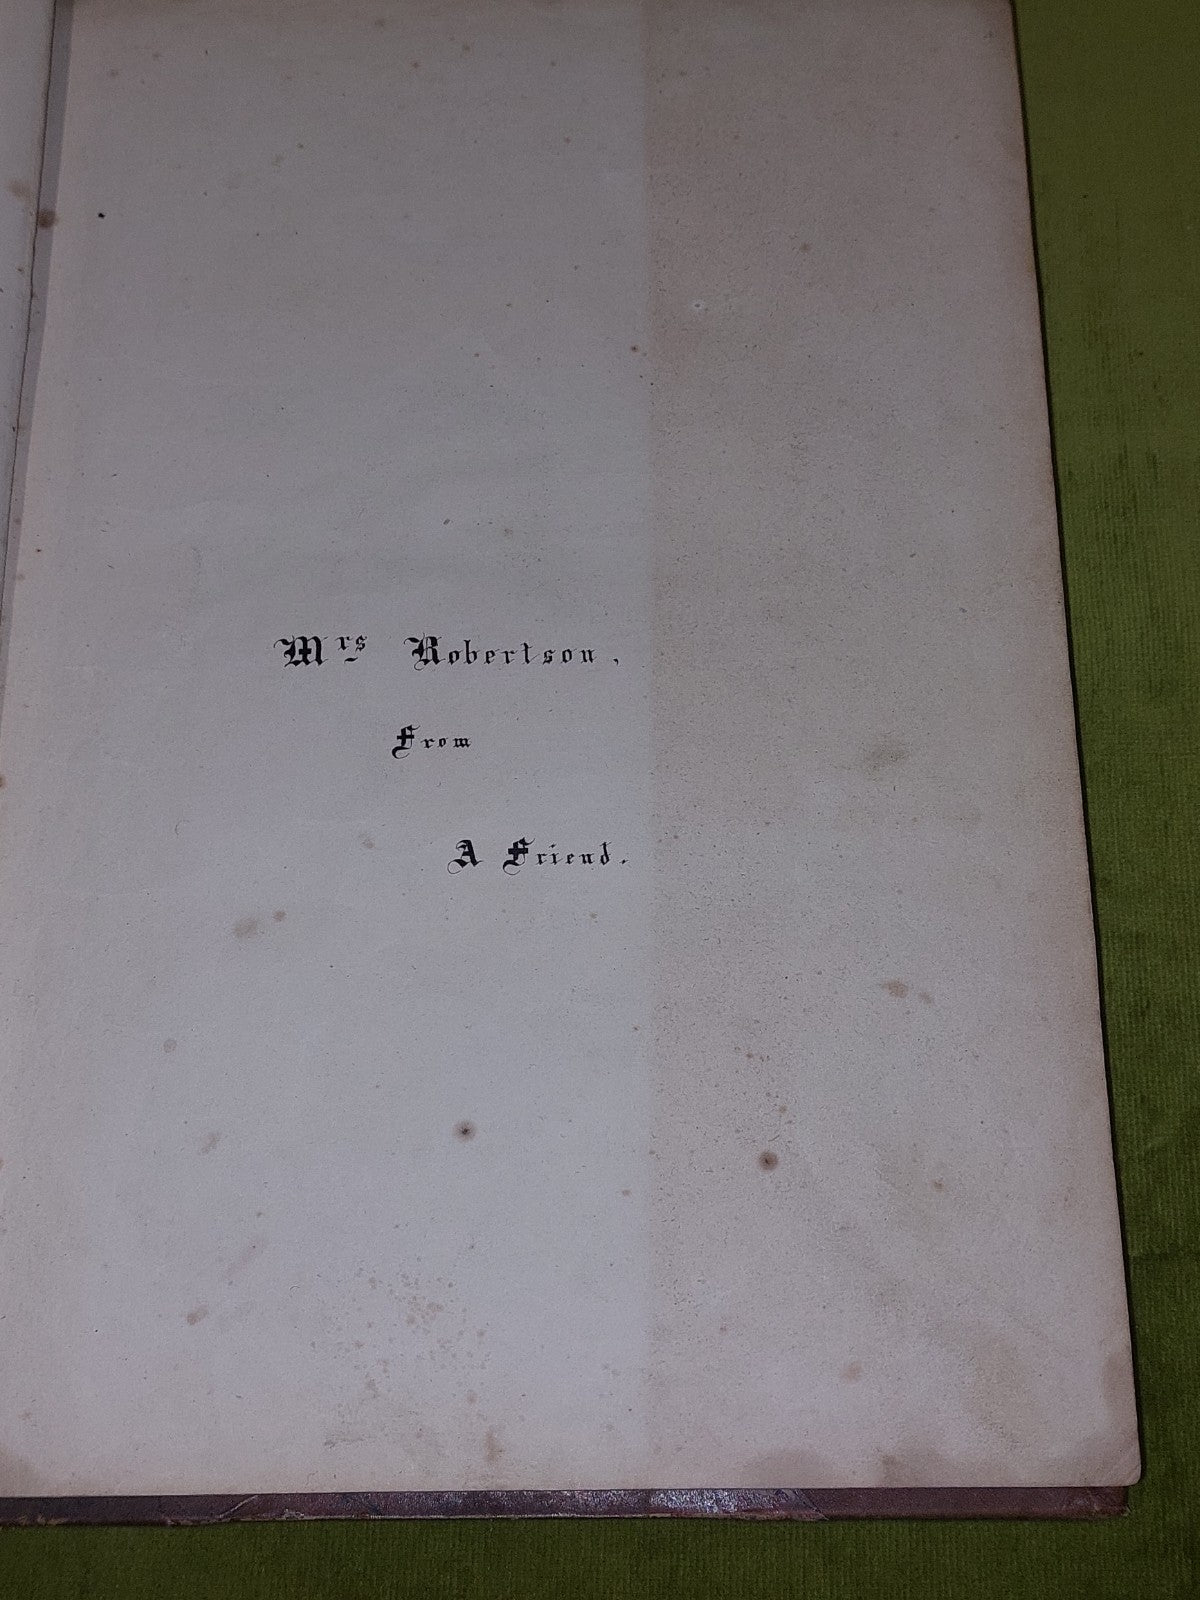 Mrs Robertson,
From
A Friend.